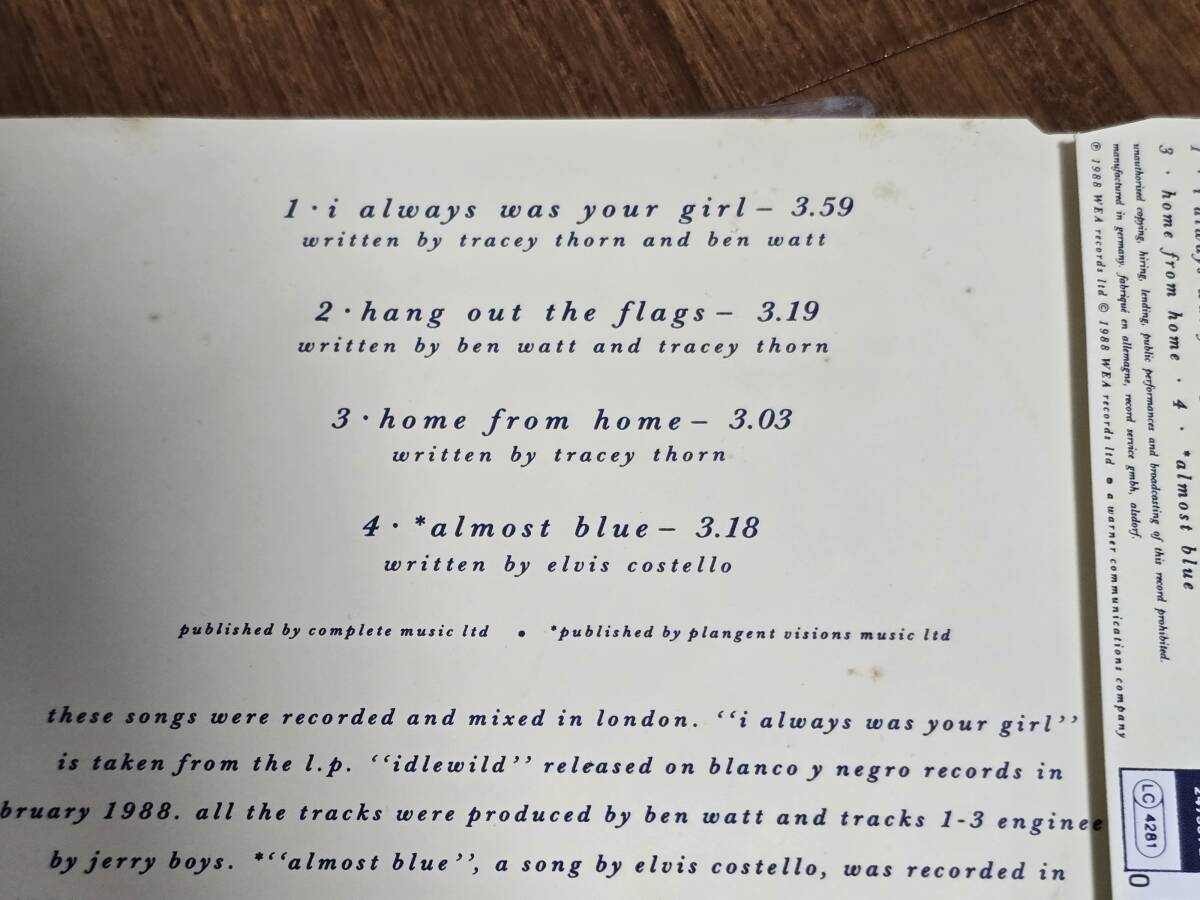 1 · i always was your girl – 3.59
written by tracey thorn and ben watt
2 · hang out the flags – 3.19
written by ben watt and tracey thorn
3 · home from home – 3.03
written by tracey thorn
4 · *almost blue – 3.18
written by elvis costello
published by complete music ltd • *published by plangent visions music ltd
these songs were recorded and mixed in london. ‘‘i always was your girl’’
is taken from the l.p. ‘‘idlewild’’ released on blanco y negro records in
bruary 1988. all the tracks were produced by ben watt and tracks 1-3 enginee
by jerry boys. *‘‘almost blue’’, a song by elvis costello, was recorded in
3 · home from home · 4 · *almost blue
unauthorised copying, hiring, lending, public performances and broadcasting of this record prohibited.
manufactured in germany. fabriqué en allemagne, record service gmbh, alsdorf.
℗ 1988 WEA records ltd © 1988 WEA records ltd • a warner communications company
LC 4281